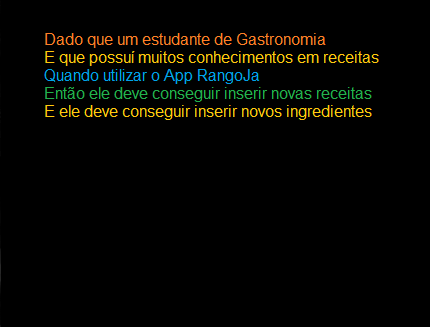 Dado que um estudante de Gastronomia
E que possuí muitos conhecimentos em receitas
Quando utilizar o App RangoJa
Então ele deve conseguir inserir novas receitas
E ele deve conseguir inserir novos ingredientes